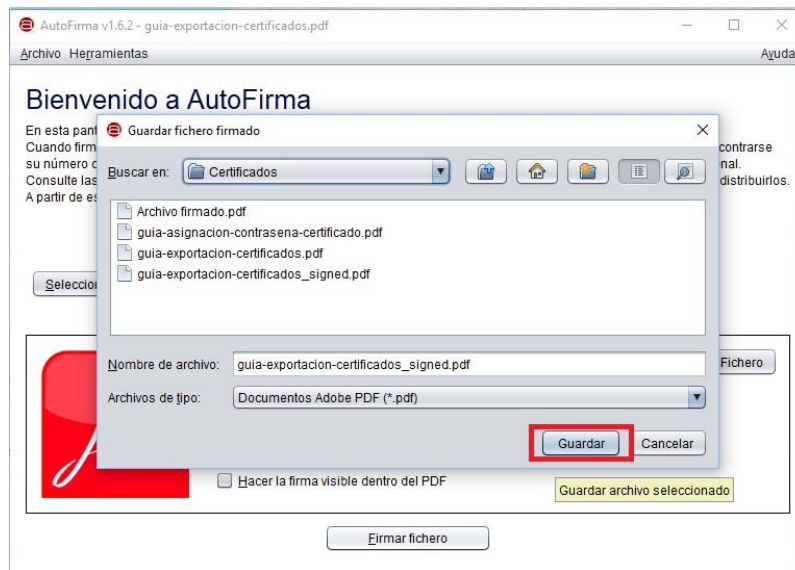 AutoFirma v1.6.2 - guia-exportacion-certificados.pdf
Archivo Herramientas Ayuda
Bienvenido a AutoFirma
En esta pant
Cuando firm contrarse
su número d nal.
Consulte las distribuirlos.
A partir de es
Guardar fichero firmado
Buscar en: Certificados
Archivo firmado.pdf
guia-asignacion-contrasena-certificado.pdf
guia-exportacion-certificados.pdf
guia-exportacion-certificados_signed.pdf
Seleccion
Nombre de archivo: guia-exportacion-certificados_signed.pdf
Fichero
Archivos de tipo: Documentos Adobe PDF (*.pdf)
Guardar Cancelar
Hacer la firma visible dentro del PDF
Guardar archivo seleccionado
Firmar fichero